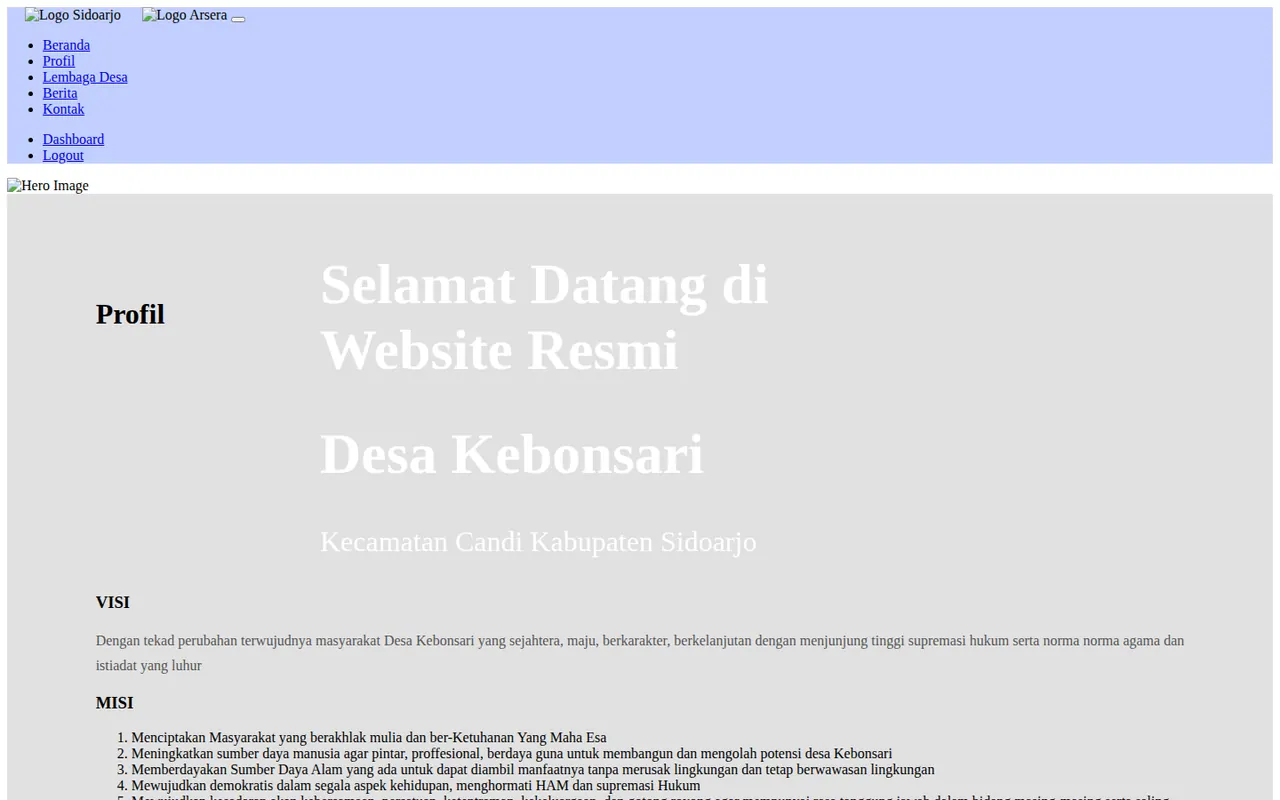 Logo Sidoarjo Logo Arsera
Beranda
Profil
Lembaga Desa
Berita
Kontak
Dashboard
Logout
Hero Image
Selamat Datang di
Website Resmi
Profil
Desa Kebonsari
Kecamatan Candi Kabupaten Sidoarjo
VISI
Dengan tekad perubahan terwujudnya masyarakat Desa Kebonsari yang sejahtera, maju, berkarakter, berkelanjutan dengan menjunjung tinggi supremasi hukum serta norma norma agama dan
istiadat yang luhur
MISI
1. Menciptakan Masyarakat yang berakhlak mulia dan ber-Ketuhanan Yang Maha Esa
2. Meningkatkan sumber daya manusia agar pintar, proffesional, berdaya guna untuk membangun dan mengolah potensi desa Kebonsari
3. Memberdayakan Sumber Daya Alam yang ada untuk dapat diambil manfaatnya tanpa merusak lingkungan dan tetap berwawasan lingkungan
4. Mewujudkan demokratis dalam segala aspek kehidupan, menghormati HAM dan supremasi Hukum